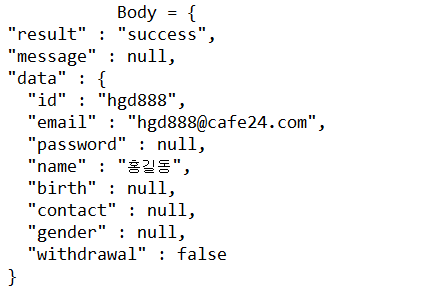 Body = {
"result" : "success",
"message" : null,
"data" : {
"id" : "hgd888",
"email" : "hgd888@cafe24.com",
"password" : null,
"name" : "홍길동",
"birth" : null,
"contact" : null,
"gender" : null,
"withdrawal" : false
}